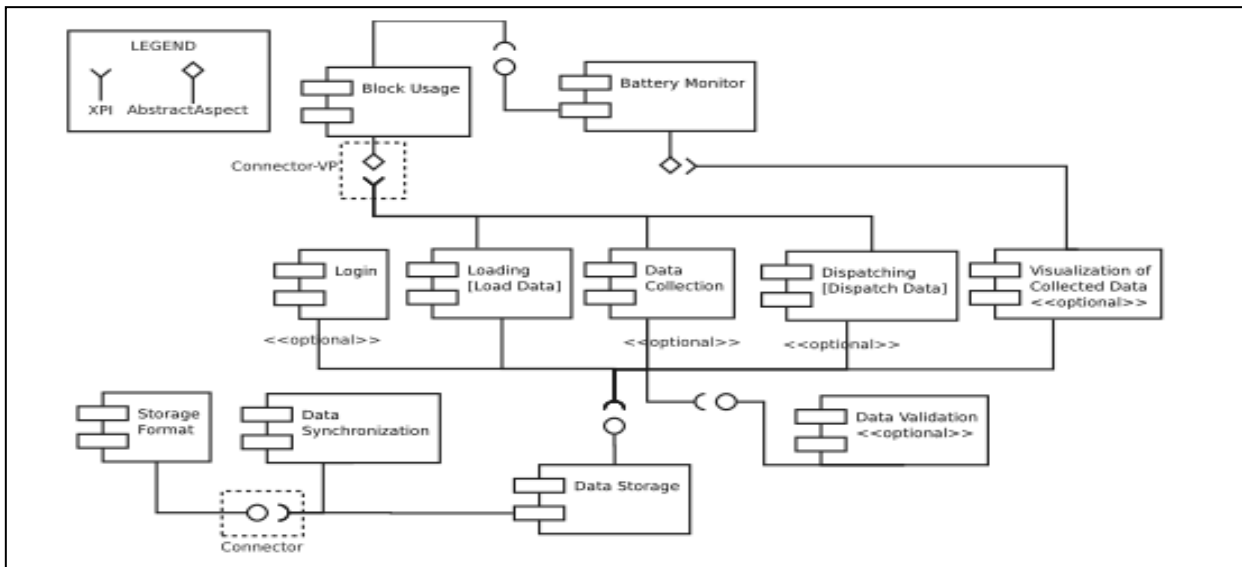 LEGEND
XPI AbstractAspect
Block Usage
Battery Monitor
Connector-VP
Login
Loading
[Load Data]
Data
Collection
Dispatching
[Dispatch Data]
Visualization of
Collected Data
<<optional>>
<<optional>>
<<optional>>
<<optional>>
Storage
Format
Data
Synchronization
Data Validation
<<optional>>
Data Storage
Connector